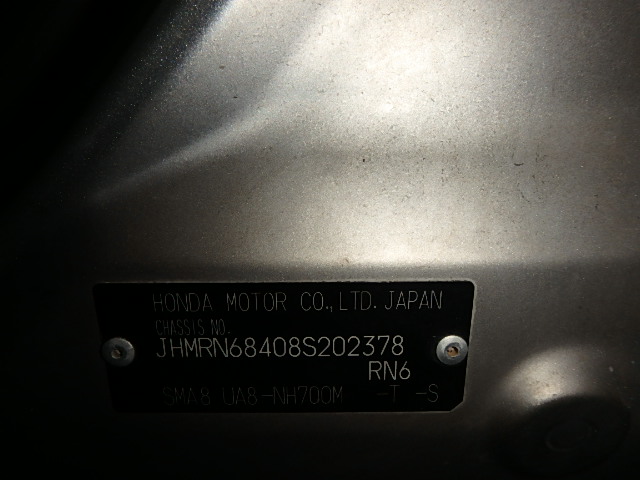 HONDA MOTOR CO.,LTD. JAPAN
CHASSIS NO.
JHMRN68408S202378
RN6
SMA8 UA8-NH700M -T -S